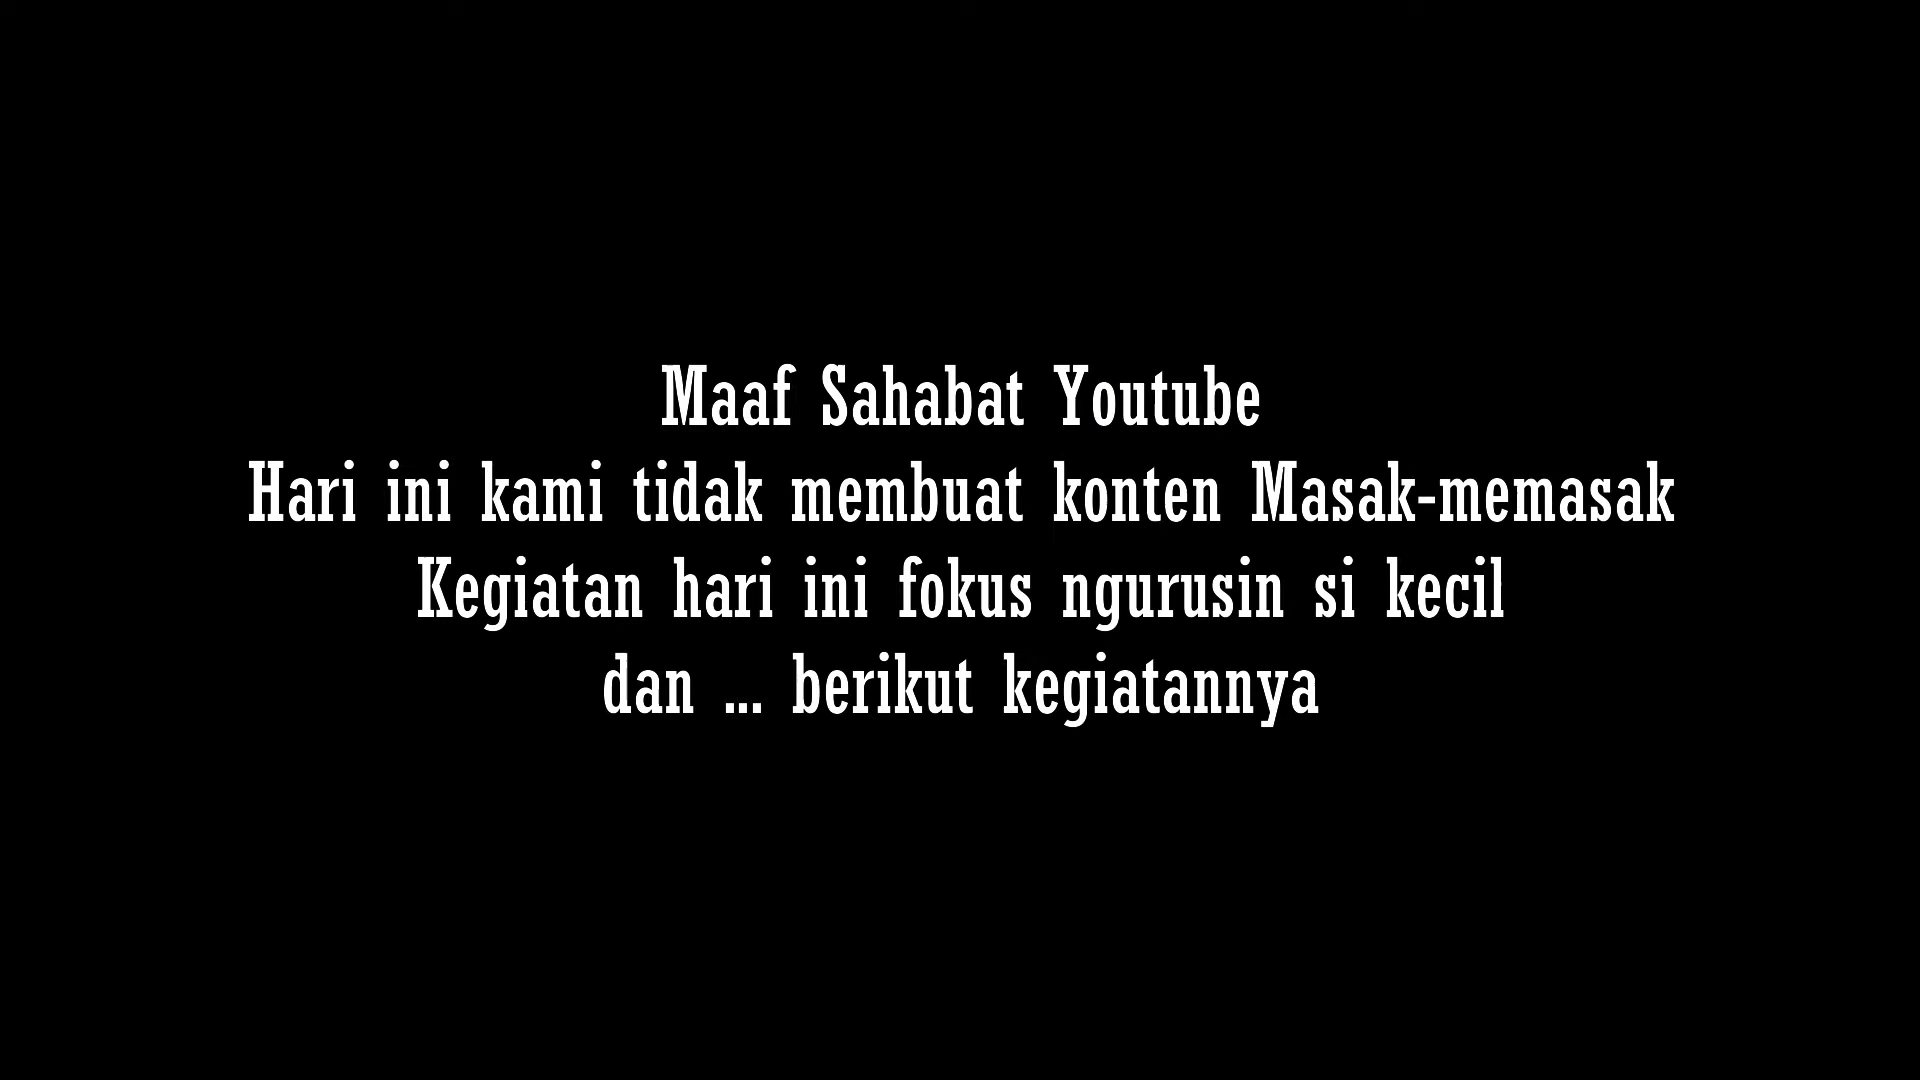 Maaf Sahabat Youtube
Hari ini kami tidak membuat konten Masak-memasak
Kegiatan hari ini fokus ngurusin si kecil
dan ... berikut kegiatannya